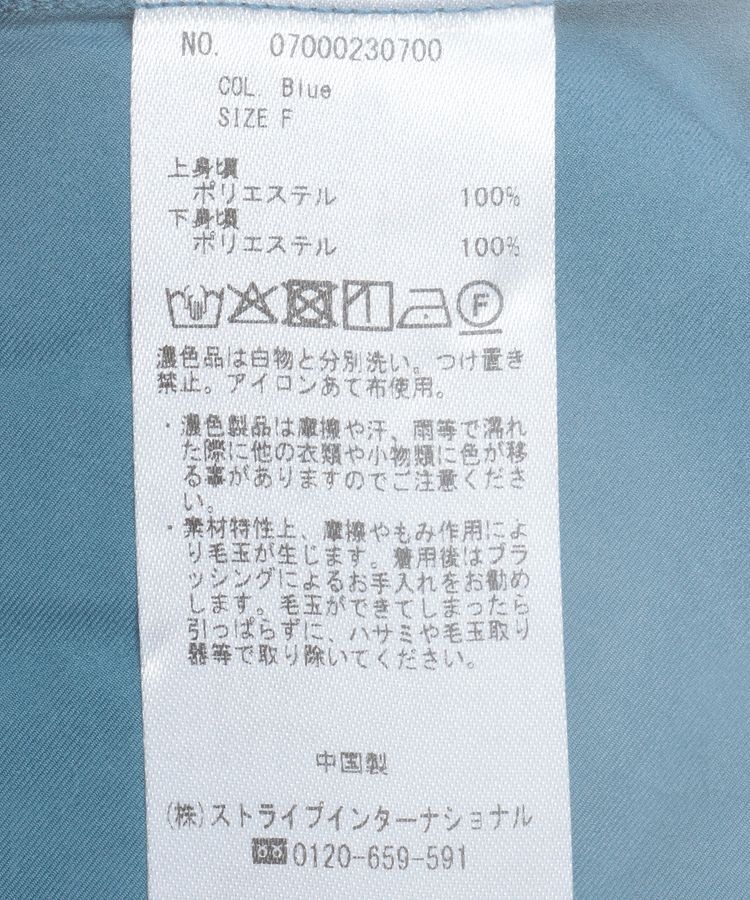 NO. 07000230700
COL. Blue
SIZE F
上身頃
ポリエステル 100%
下身頃
ポリエステル 100%
F
濃色品は白物と分別洗い。つけ置き
禁止。アイロンあて布使用。
・濃色製品は摩擦や汗、雨等で濡れ
た際に他の衣類や小物類に色が移
る事がありますのでご注意くださ
い。
・素材特性上、摩擦やもみ作用によ
り毛玉が生じます。着用後はブラ
ッシングによるお手入れをお勧め
します。毛玉ができてしまったら
引っぱらずに、ハサミや毛玉取り
器等で取り除いてください。
中国製
(株)ストライプインターナショナル
0120-659-591